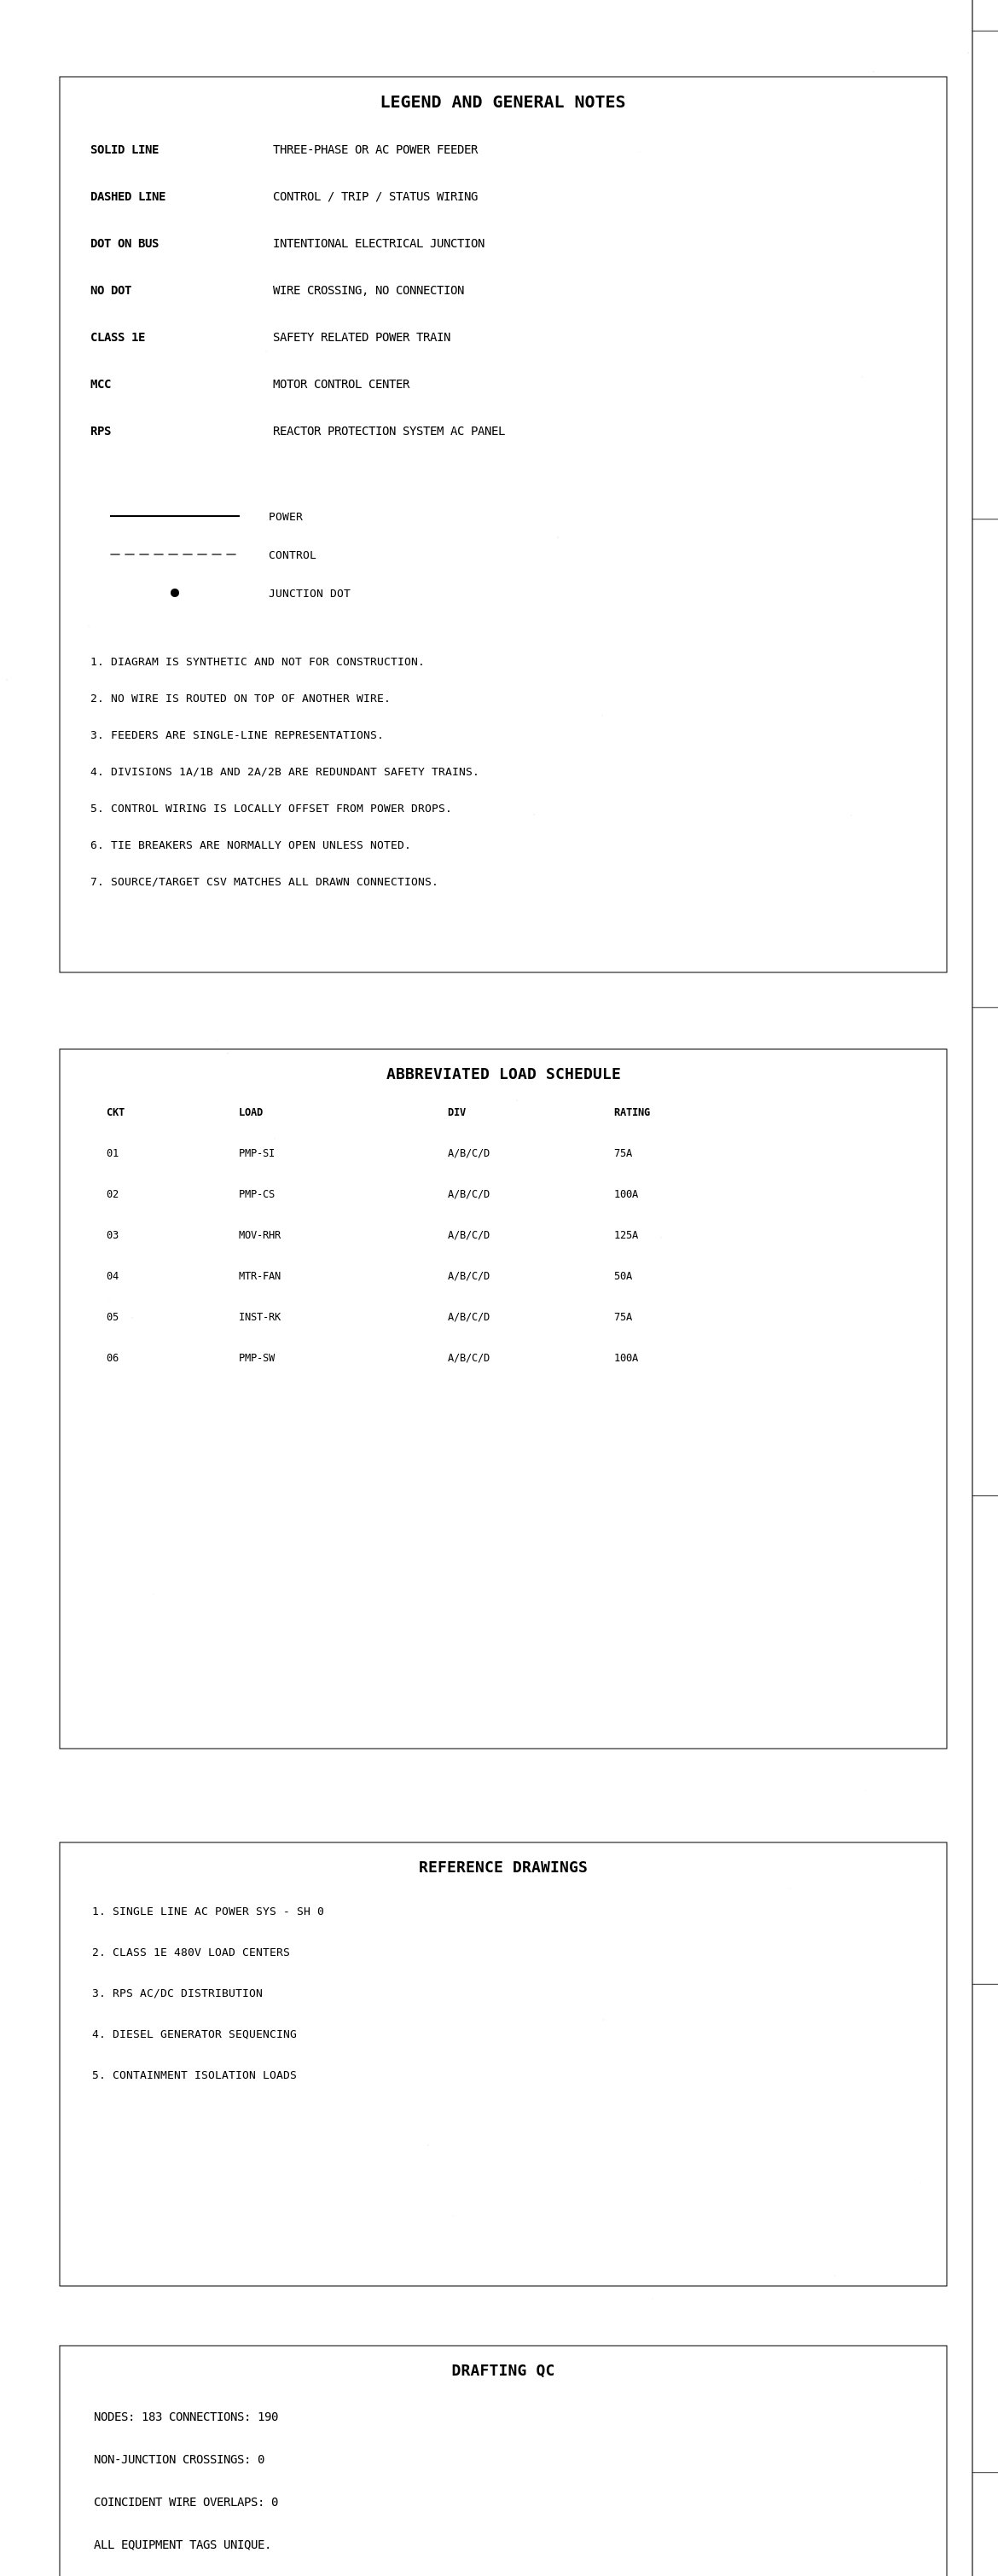 LEGEND AND GENERAL NOTES
SOLID LINE THREE-PHASE OR AC POWER FEEDER
DASHED LINE CONTROL / TRIP / STATUS WIRING
DOT ON BUS INTENTIONAL ELECTRICAL JUNCTION
NO DOT WIRE CROSSING, NO CONNECTION
CLASS 1E SAFETY RELATED POWER TRAIN
MCC MOTOR CONTROL CENTER
RPS REACTOR PROTECTION SYSTEM AC PANEL
POWER
CONTROL
JUNCTION DOT
1. DIAGRAM IS SYNTHETIC AND NOT FOR CONSTRUCTION.
2. NO WIRE IS ROUTED ON TOP OF ANOTHER WIRE.
3. FEEDERS ARE SINGLE-LINE REPRESENTATIONS.
4. DIVISIONS 1A/1B AND 2A/2B ARE REDUNDANT SAFETY TRAINS.
5. CONTROL WIRING IS LOCALLY OFFSET FROM POWER DROPS.
6. TIE BREAKERS ARE NORMALLY OPEN UNLESS NOTED.
7. SOURCE/TARGET CSV MATCHES ALL DRAWN CONNECTIONS.
ABBREVIATED LOAD SCHEDULE
CKT LOAD DIV RATING
01 PMP-SI A/B/C/D 75A
02 PMP-CS A/B/C/D 100A
03 MOV-RHR A/B/C/D 125A
04 MTR-FAN A/B/C/D 50A
05 INST-RK A/B/C/D 75A
06 PMP-SW A/B/C/D 100A
REFERENCE DRAWINGS
1. SINGLE LINE AC POWER SYS - SH 0
2. CLASS 1E 480V LOAD CENTERS
3. RPS AC/DC DISTRIBUTION
4. DIESEL GENERATOR SEQUENCING
5. CONTAINMENT ISOLATION LOADS
DRAFTING QC
NODES: 183 CONNECTIONS: 190
NON-JUNCTION CROSSINGS: 0
COINCIDENT WIRE OVERLAPS: 0
ALL EQUIPMENT TAGS UNIQUE.